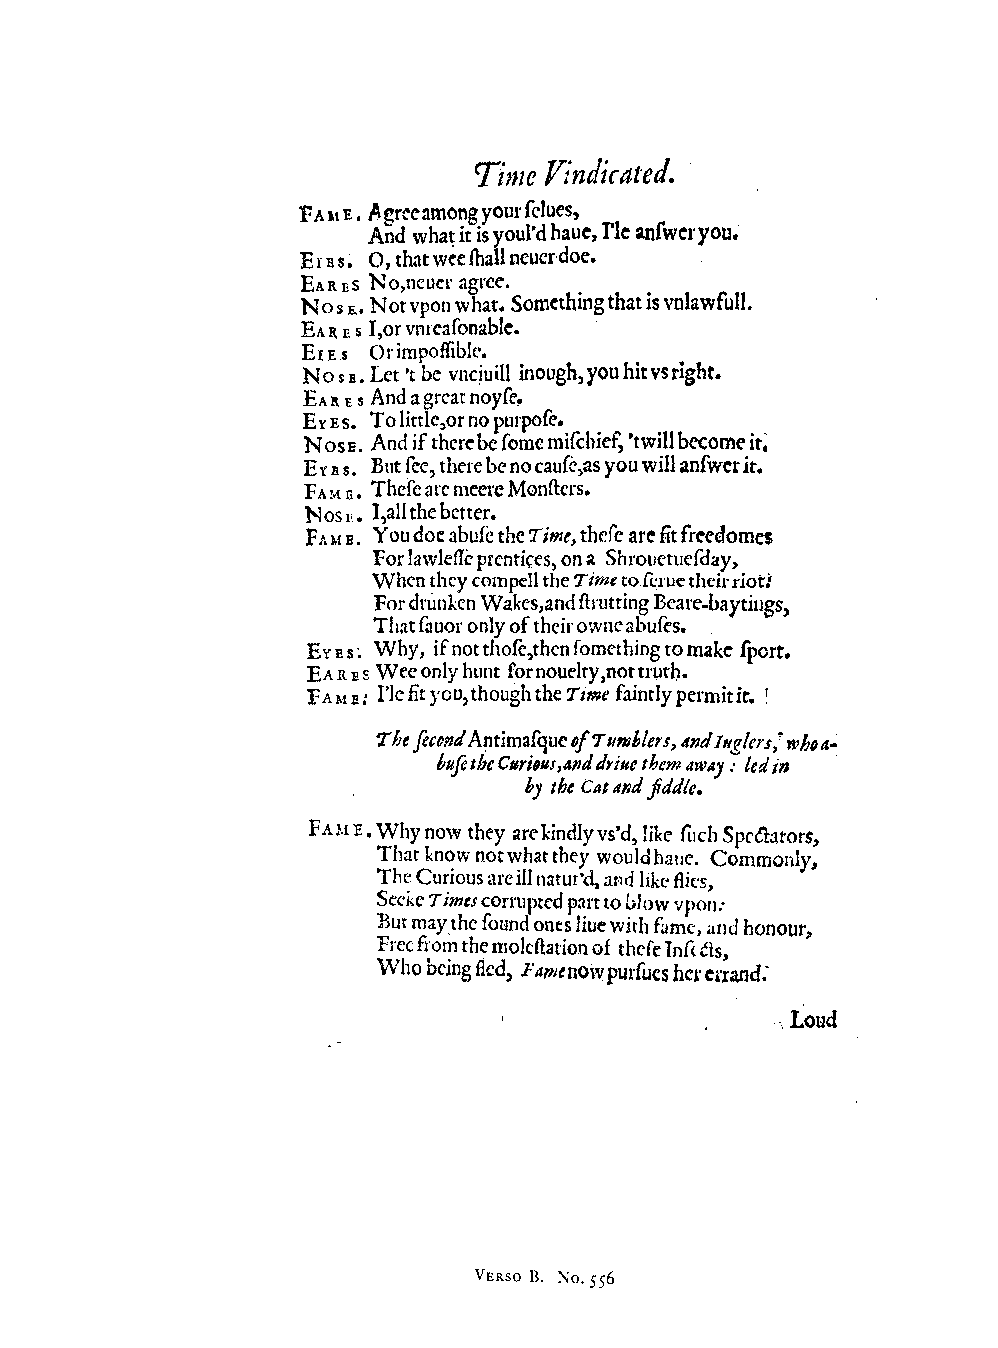 Time Vindicated.
FAME. Agree among your ſelues,
And what it is youl'd haue, I'le anſwer you.
EIES. O, that wee ſhall neuer doe.
EARES No, neuer agree.
NOSE. Not vpon what. Something that is vnlawfull.
EARES I, or vnreaſonable.
EIES Or impoſſible.
NOSE. Let 't be vnciuill inough, you hit vs right.
EARES And a great noyſe.
EYES. To little, or no purpoſe.
NOSE. And if there be ſome miſchief, 'twill become it.
EYES. But ſee, there be no cauſe, as you will anſwer it.
FAME. Theſe are meere Monſters.
NOSE. I, all the better.
FAME. You doe abuſe the Time, theſe are fit freedomes
For lawleſſe prentices, on a Shrouetueſday,
When they compell the Time to ſerue their riot:
For drunken Wakes, and ſtrutting Beare-baytings,
That ſauor only of their owne abuſes.
EYES. Why, if not thoſe, then ſomething to make ſport.
EARES Wee only hunt for nouelty, not truth.
FAME. I'le fit you, though the Time faintly permit it.
The ſecond Antimaſque of Tumblers, and Iuglers, who a-
buſe the Curious, and driue them away : led in
by the Cat and fiddle.
FAME. Why now they are kindly vs'd, like ſuch Spectators,
That know not what they would haue. Commonly,
The Curious are ill natur'd, and like flies,
Seeke Times corrupted part to blow vpon:
But may the ſound ones liue with fame, and honour,
Free from the moleſtation of theſe Inſects,
Who being fled, Fame now purſues her errand.
Loud
VERSO B. No. 556